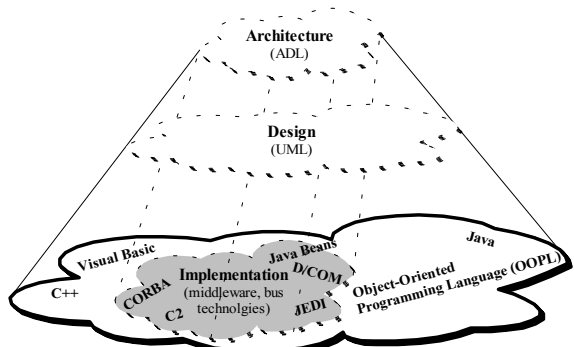 Architecture
(ADL)
Design
(UML)
Visual Basic
Java Beans
Java
Implementation
D/COM
(middleware, bus
technolgies)
CORBA
C2
JEDI
C++
Object-Oriented
Programming Language (OOPL)